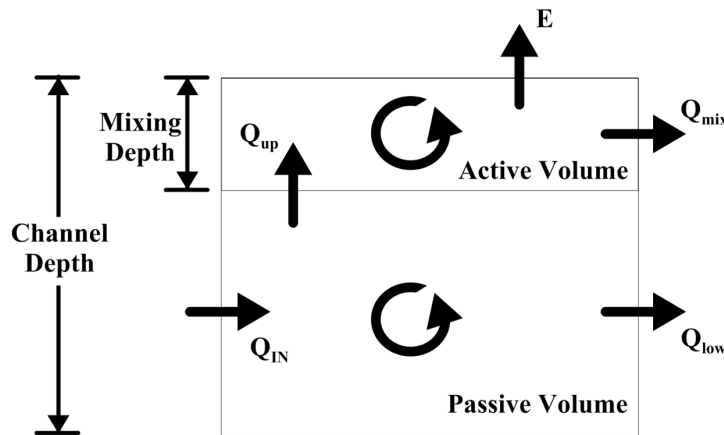 E
Mixing
Depth
Q_up
Q_mix
Active Volume
Channel
Depth
Q_IN
Q_low
Passive Volume